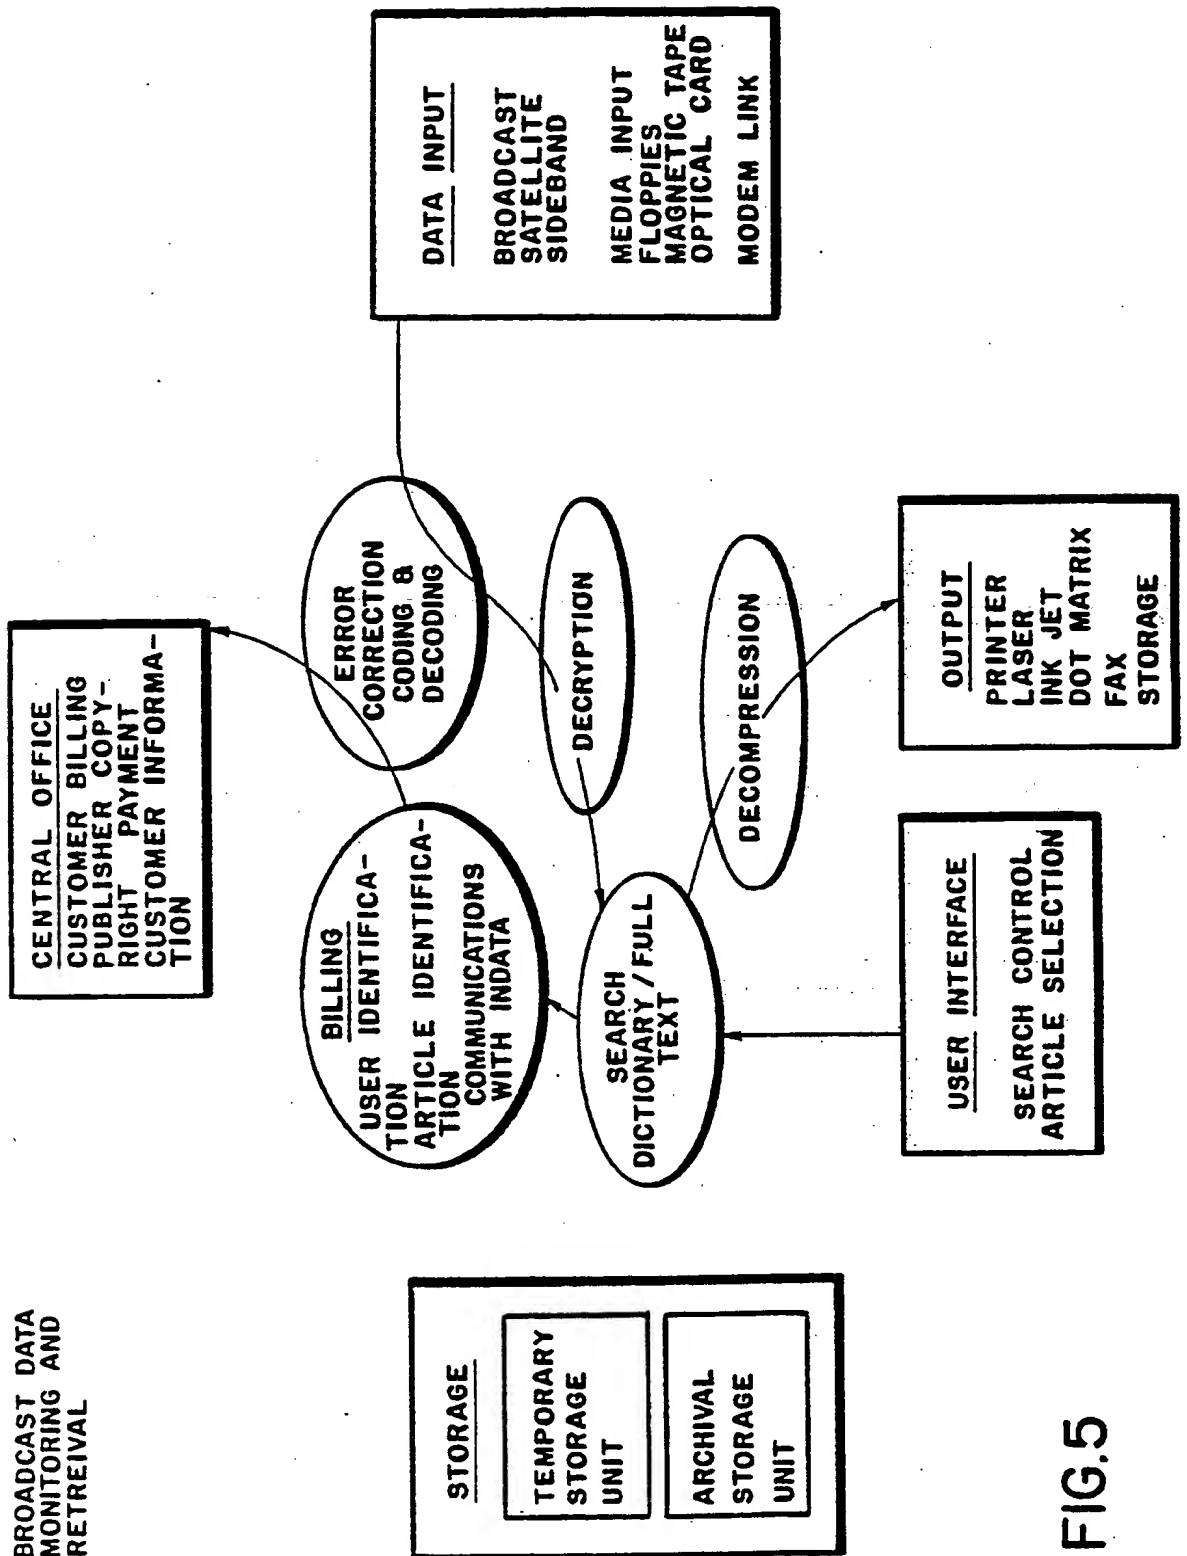 BROADCAST DATA
MONITORING AND
RETREIVAL
CENTRAL OFFICE
CUSTOMER BILLING
PUBLISHER COPY-
RIGHT PAYMENT
CUSTOMER INFORMA-
TION
BILLING
USER IDENTIFICA-
TION
ARTICLE IDENTIFICA-
TION
COMMUNICATIONS
WITH INDATA
ERROR
CORRECTION
CODING &
DECODING
DATA INPUT
BROADCAST
SATELLITE
SIDEBAND
MEDIA INPUT
FLOPPIES
MAGNETIC TAPE
OPTICAL CARD
MODEM LINK
STORAGE
TEMPORARY
STORAGE
UNIT
ARCHIVAL
STORAGE
UNIT
SEARCH
DICTIONARY/FULL
TEXT
DECRYPTION
DECOMPRESSION
USER INTERFACE
SEARCH CONTROL
ARTICLE SELECTION
OUTPUT
PRINTER
LASER
INK JET
DOT MATRIX
FAX
STORAGE
FIG.5